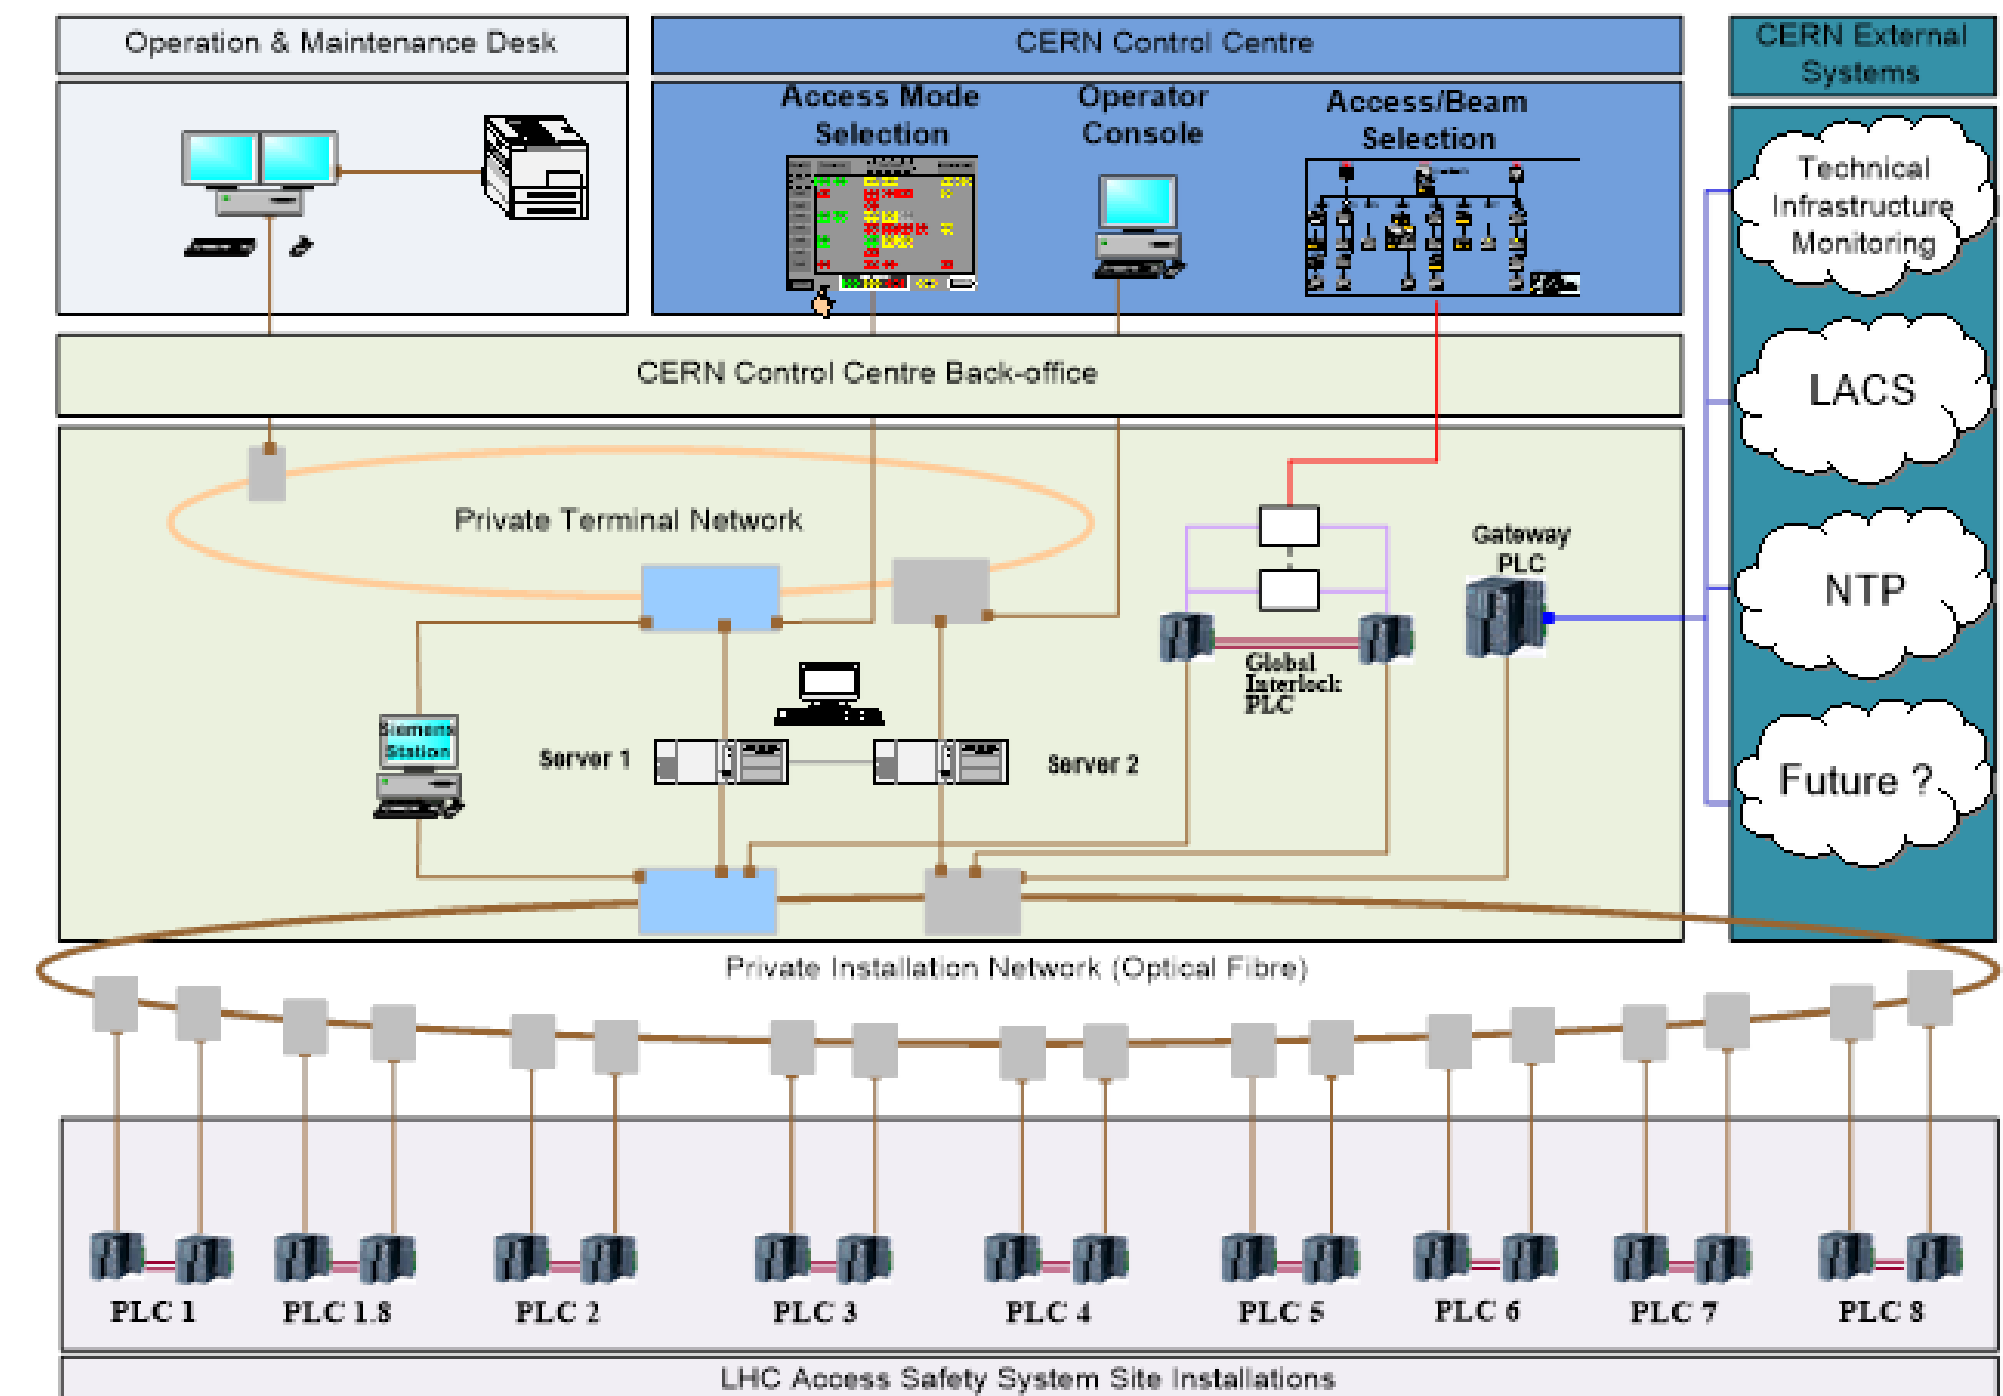 Operation & Maintenance Desk
CERN Control Centre
CERN External
Systems
Access Mode
Selection
Operator
Console
Access/Beam
Selection
Technical
Infrastructure
Monitoring
LACS
NTP
Future ?
CERN Control Centre Back-office
Private Terminal Network
Gateway
PLC
Global
Interlock
PLC
Siemens
Station
Server 1
Server 2
Private Installation Network (Optical Fibre)
PLC 1
PLC 1.8
PLC 2
PLC 3
PLC 4
PLC 5
PLC 6
PLC 7
PLC 8
LHC Access Safety System Site Installations